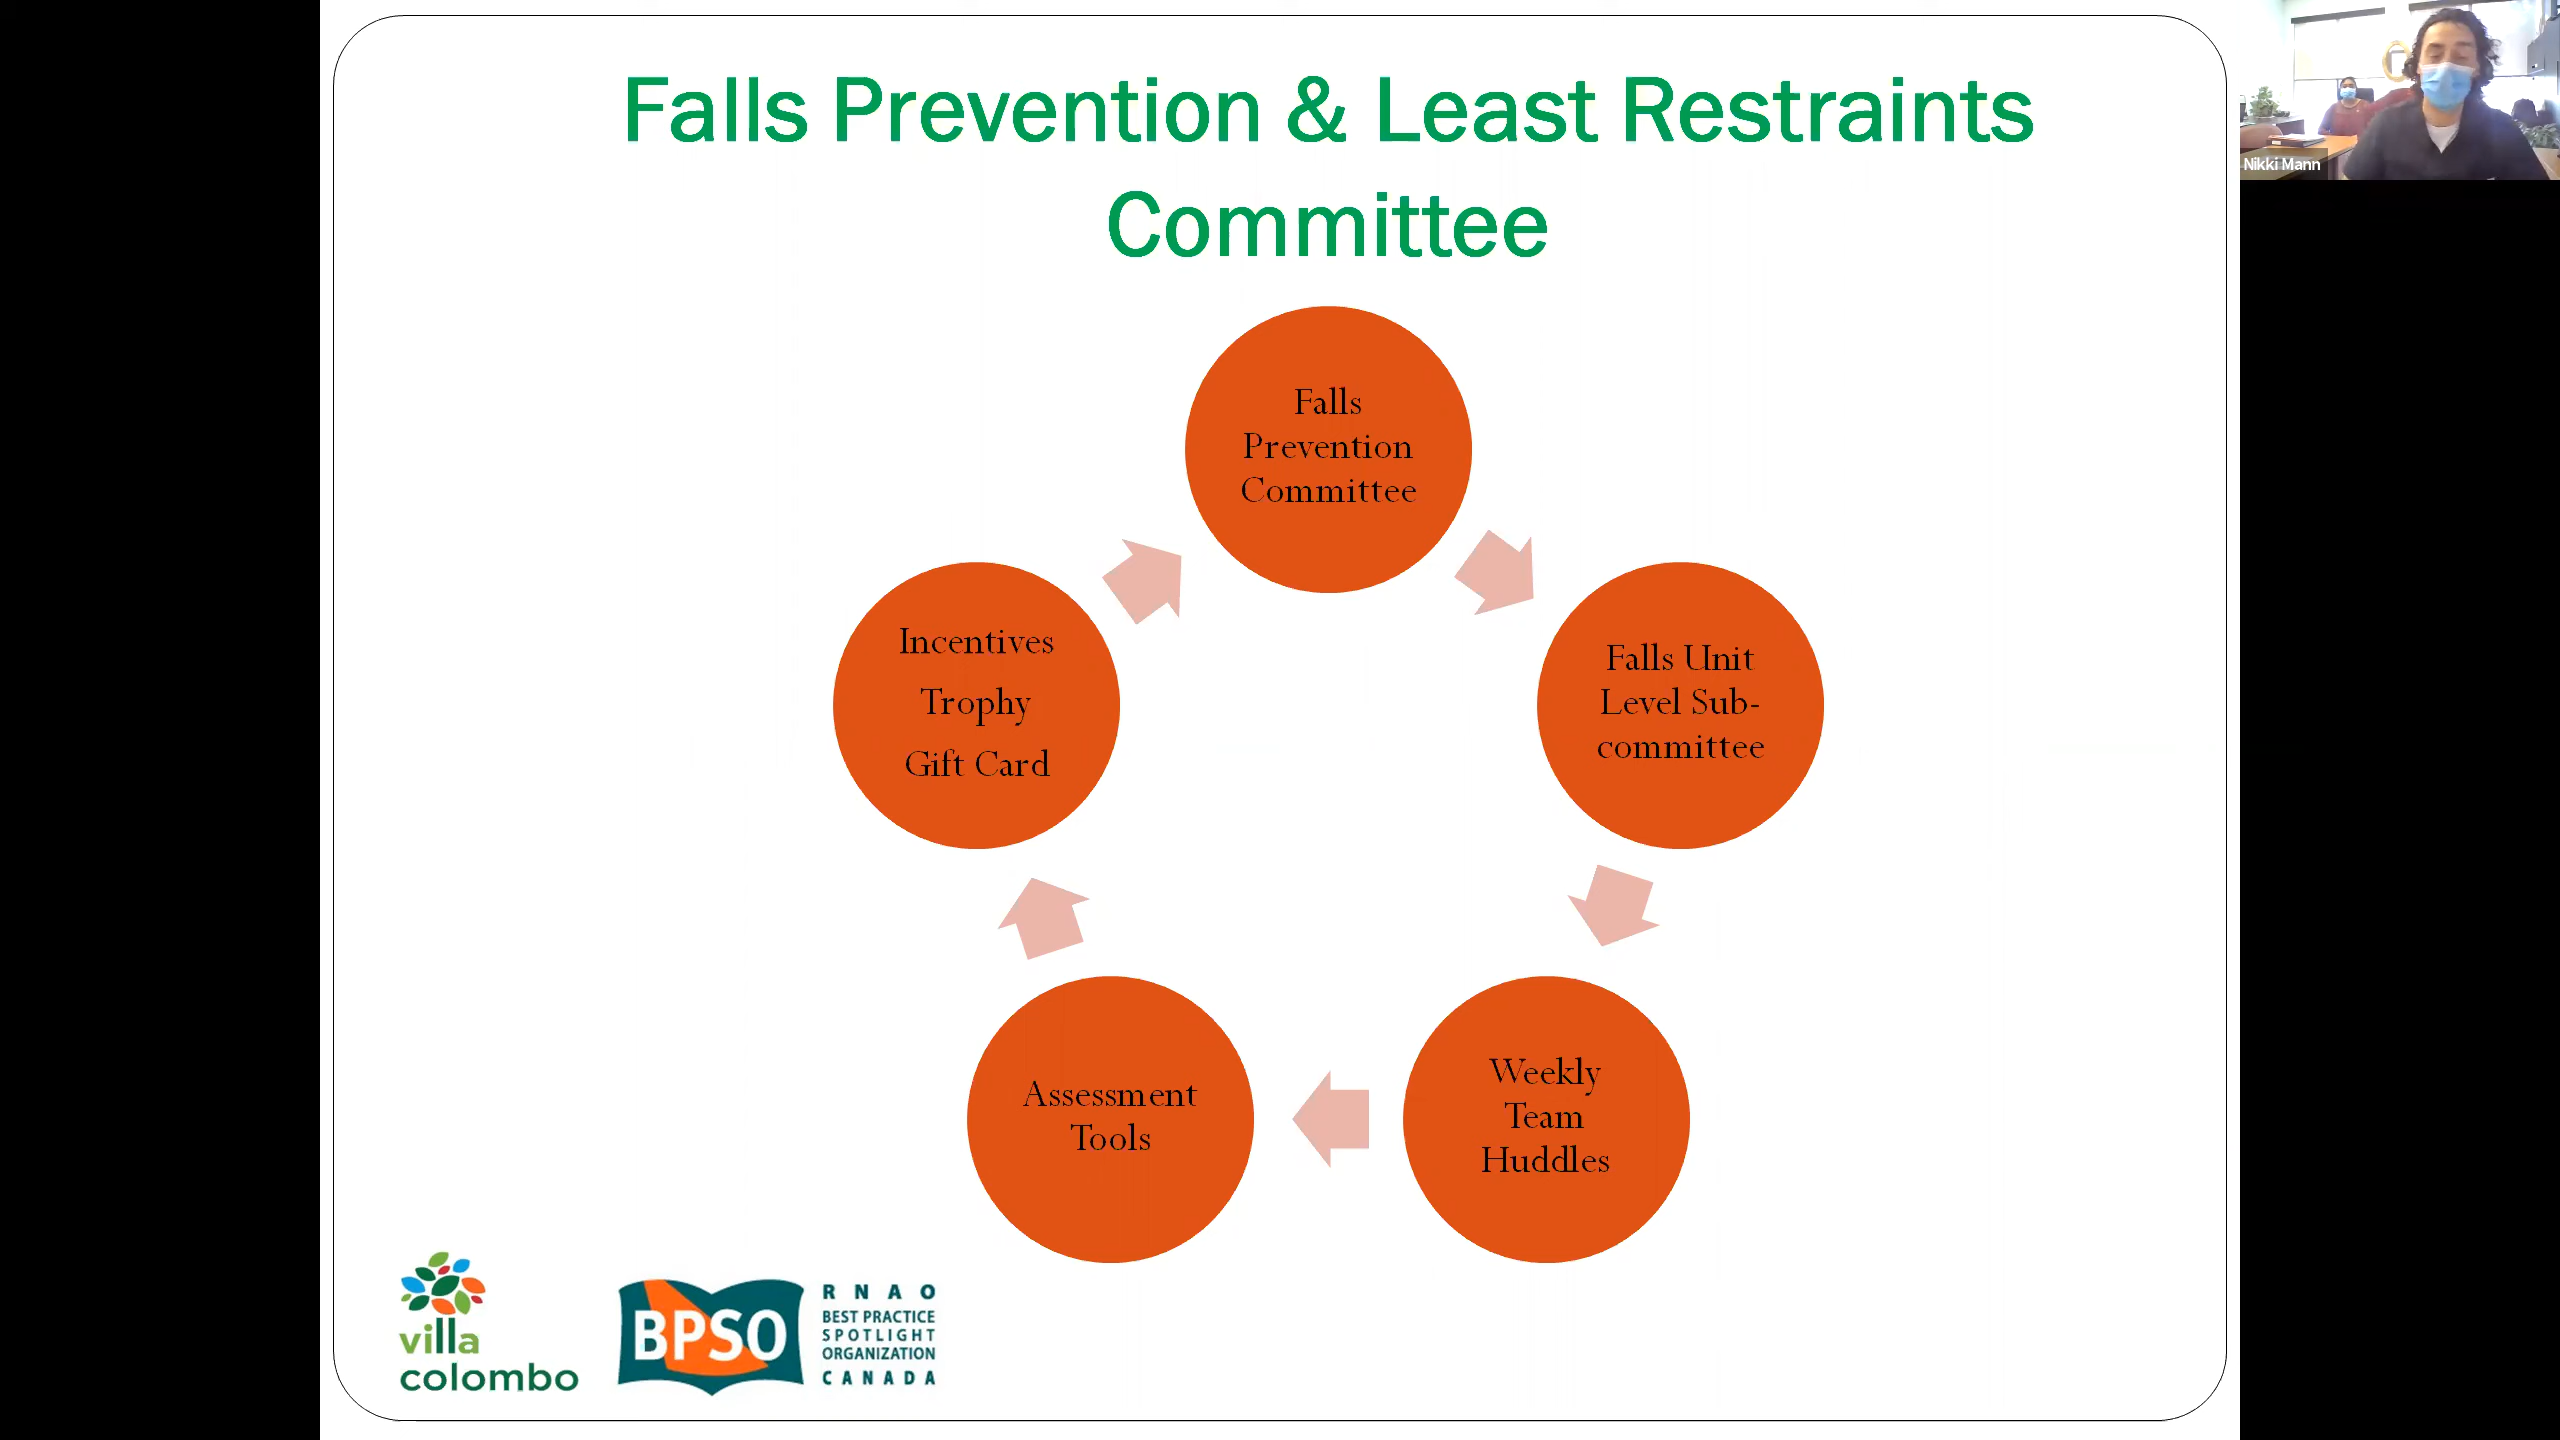 Falls Prevention & Least Restraints
Committee
Nikki Mann
Falls
Prevention
Committee
Falls Unit
Level Sub-
committee
Weekly
Team
Huddles
Assessment
Tools
Incentives
Trophy
Gift Card
villa
colombo
BPSO
RNAO
BEST PRACTICE
SPOTLIGHT
ORGANIZATION
CANADA